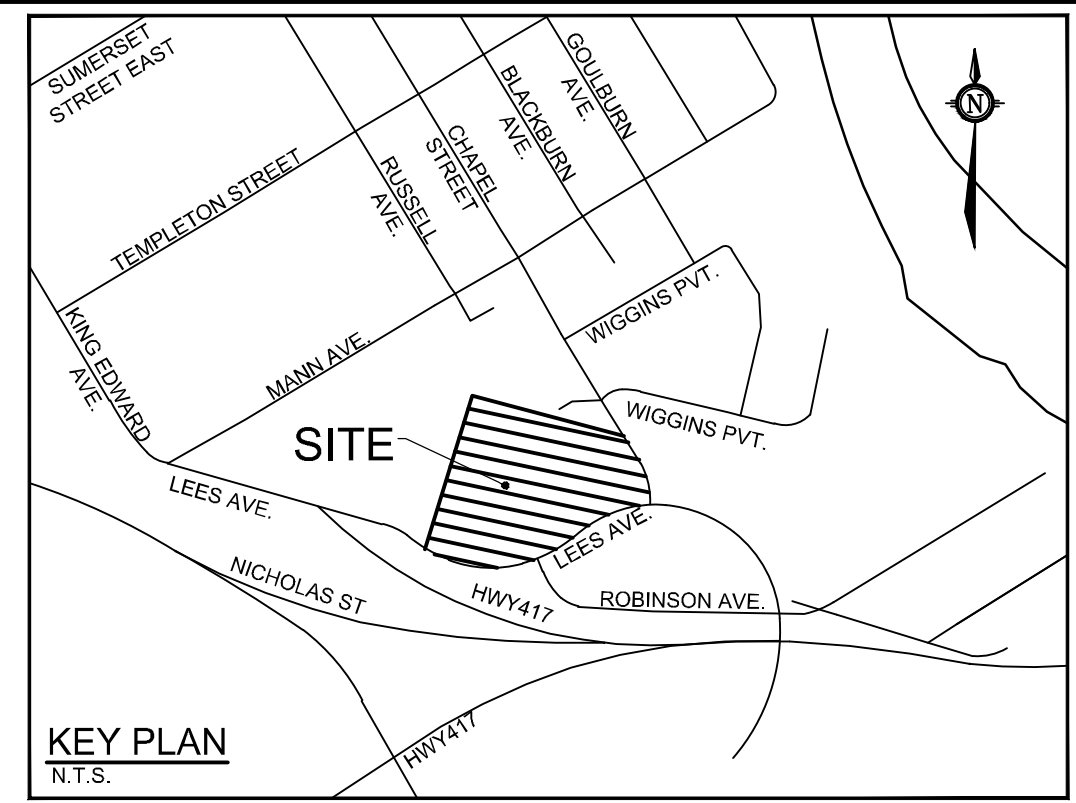 SUMERSET
STREET EAST
TEMPLETON STREET
RUSSELL
AVE.
CHAPEL
STREET
BLACKBURN
AVE.
GOULBURN
AVE.
N
KING EDWARD
AVE.
MANN AVE.
WIGGINS PVT.
WIGGINS PVT.
SITE
LEES AVE.
LEES AVE.
NICHOLAS ST
HWY417
ROBINSON AVE.
HWY417
KEY PLAN
N.T.S.